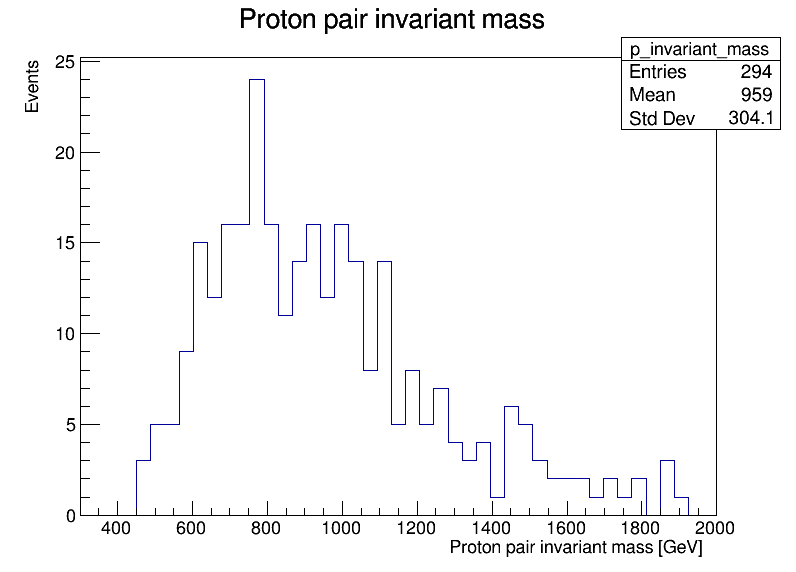 Proton pair invariant mass
p_invariant_mass
Entries 294
Mean 959
Std Dev 304.1
Events
25
20
15
10
5
0
400 600 800 1000 1200 1400 1600 1800 2000
Proton pair invariant mass [GeV]